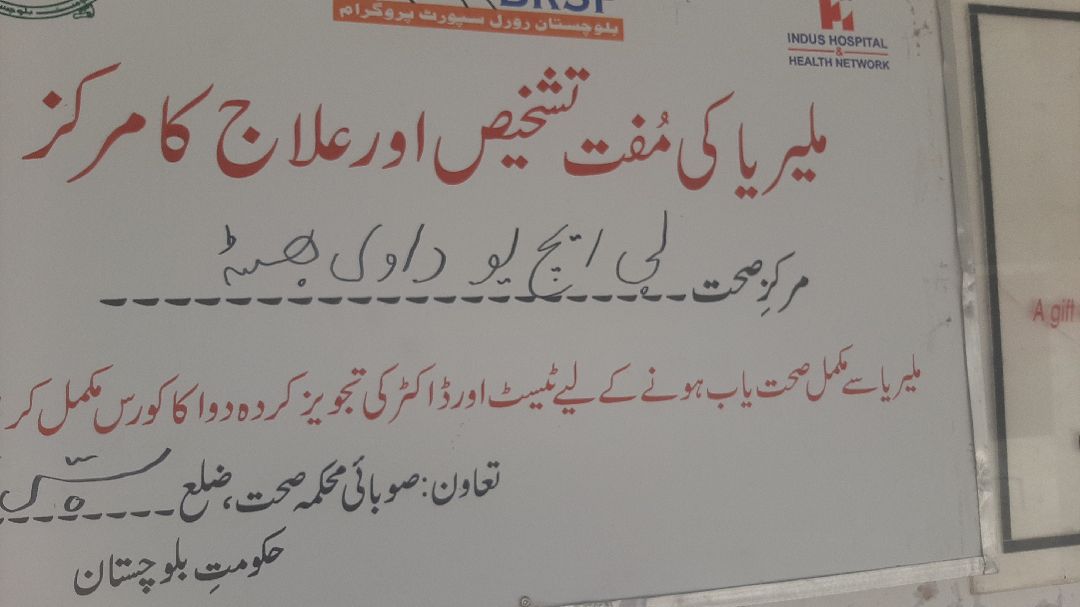 BRSP
بلوچستان رورل سپورٹ پروگرام
INDUS HOSPITAL
&
HEALTH NETWORK
ملیریا کی مُفت تشخیص اور علاج کا مرکز
مرکزِ صحت بی ایچ یو
ملیریا سے مکمل صحت یاب ہونے کے لیے ٹیسٹ اور ڈاکٹر کی تجویز کردہ دوا کا کورس مکمل کر
تعاون: صوبائی محکمہ صحت، ضلع
حکومتِ بلوچستان
A gift